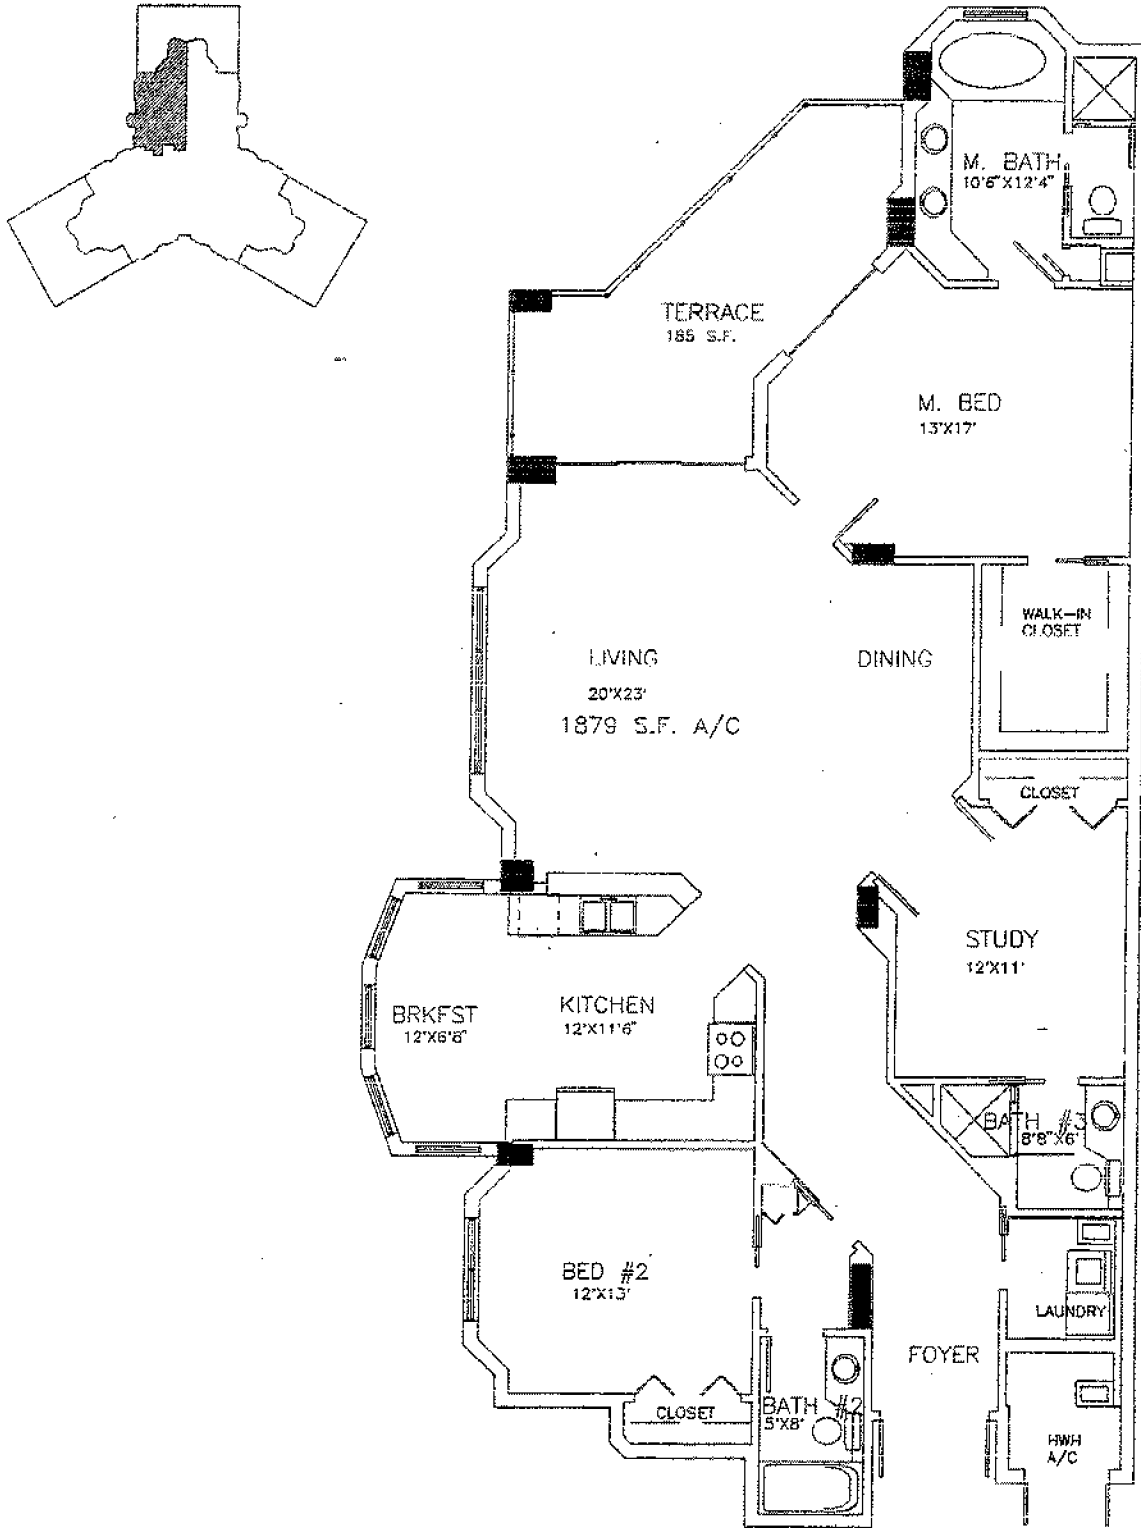 M. BATH
10'6"X12'4"
TERRACE
185 S.F.
M. BED
13'X17'
WALK-IN
CLOSET
LIVING
20'X23'
1879 S.F. A/C
DINING
CLOSET
STUDY
12'X11'
BRKFST
12'X6'8"
KITCHEN
12'X11'6"
BATH #3
8'8"X6'
BED #2
12'X13'
LAUNDRY
FOYER
CLOSET
BATH #2
5'X8'
HWH
A/C